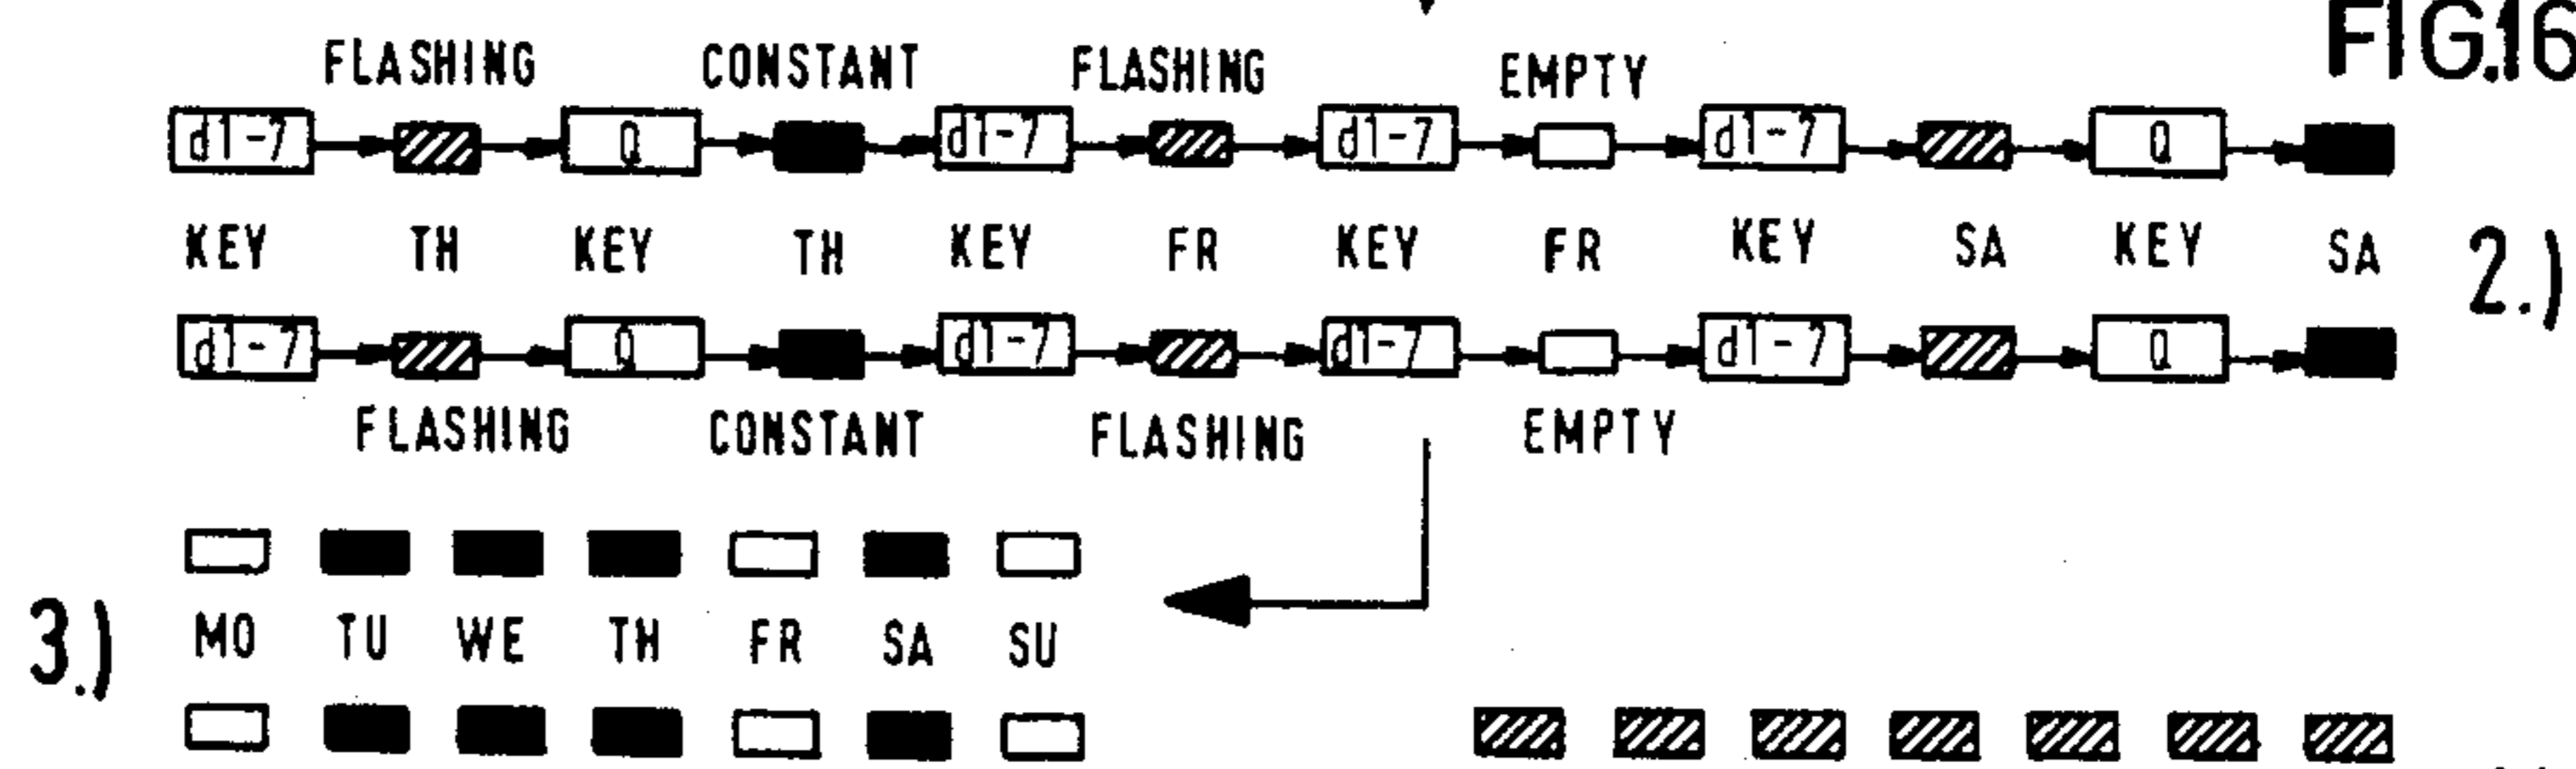 FIG.16
FLASHING CONSTANT FLASHING EMPTY
d1-7 Q d1-7 d1-7 d1-7 Q
KEY TH KEY TH KEY FR KEY FR KEY SA KEY SA 2.)
d1-7 Q d1-7 d1-7 d1-7 Q
FLASHING CONSTANT FLASHING EMPTY
3.) MO TU WE TH FR SA SU